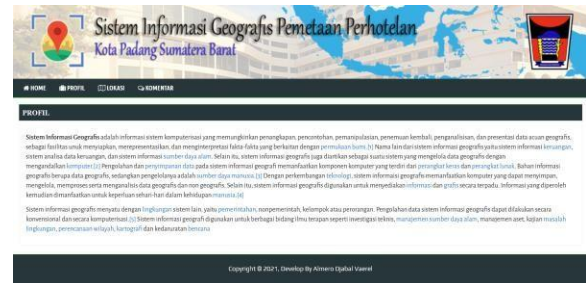 Sistem Informasi Geografis Pemetaan Perhotelan
Kota Padang Sumatera Barat
HOME PROFIL LOKASI KOMENTAR
PROFIL
Sistem Informasi Geografis adalah informasi sistem komputerisasi yang memungkinkan penangkapan, pencontohan, pemanipulasian, penemuan kembali, penganalisisan, dan presentasi data acuan geografis,
sebagai fasilitas unuk menyiapkan, merepresentasikan, dan menginterpretasi fakta-fakta yang berkaitan dengan permukaan bumi.[1] Nama lain dari sistem informasi geografis yaitu sistem informasi keruangan,
sistem analisa data keruangan, dan sistem informasi sumber daya alam. Selain itu, sistem informasi geografis juga diartikan sebagai suatu sistem yang mengelola data geografis dengan
mengandalkan komputer.[2] Pengolahan dan penyimpanan data pada sistem informasi geografi memanfaatkan komponen komputer yang terdiri dari perangkat keras dan perangkat lunak. Bahan informasi
geografis berupa data geografis, sedangkan pengelolanya adalah sumber daya manusia.[3] Dengan perkembangan teknologi, sistem informasi geografis memanfaatkan komputer yang dapat menyimpan,
mengelola, memproses serta menganalisis data geografis dan non geografis. Selain itu, sistem informasi geografis digunakan untuk menyediakan informasi dan grafis secara terpadu. Informasi yang diperoleh
kemudian dimanfaatkan untuk keperluan sehari-hari dalam kehidupan manusia.[4]
Sistem informasi geografis menyatu dengan lingkungan sistem lain, yaitu pemerintahan, nonpemerintah, kelompok atau perorangan. Pengolahan data sistem informasi geografis dapat dilakukan secara
konvensional dan secara komputerisasi.[5] Sistem informasi geografi digunakan untuk berbagai bidang ilmu terapan seperti investigasi teknis, manajemen sumber daya alam, manajemen aset, kajian masalah
lingkungan, perencanaan wilayah, kartografi dan kedaruratan bencana
Copyright © 2021, Develop By Almero Djabal Vaerel